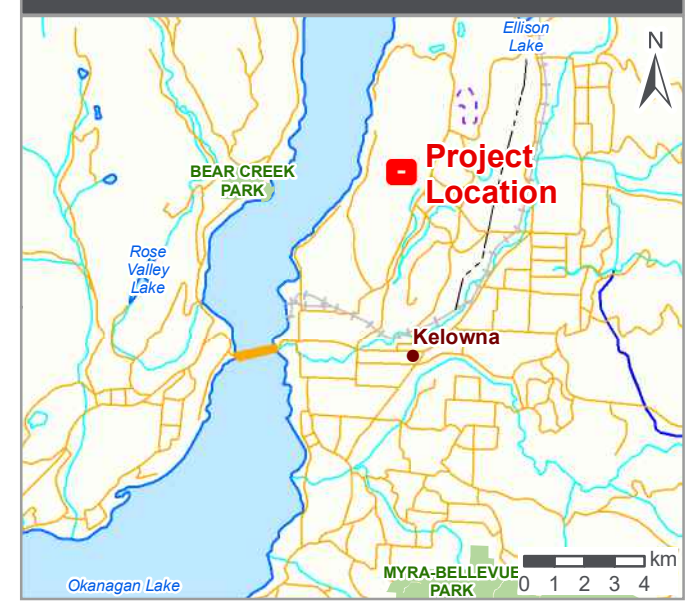 Ellison
Lake
N
Project
Location
BEAR CREEK
PARK
Rose
Valley
Lake
Kelowna
km
0 1 2 3 4
MYRA-BELLEVUE
PARK
Okanagan Lake